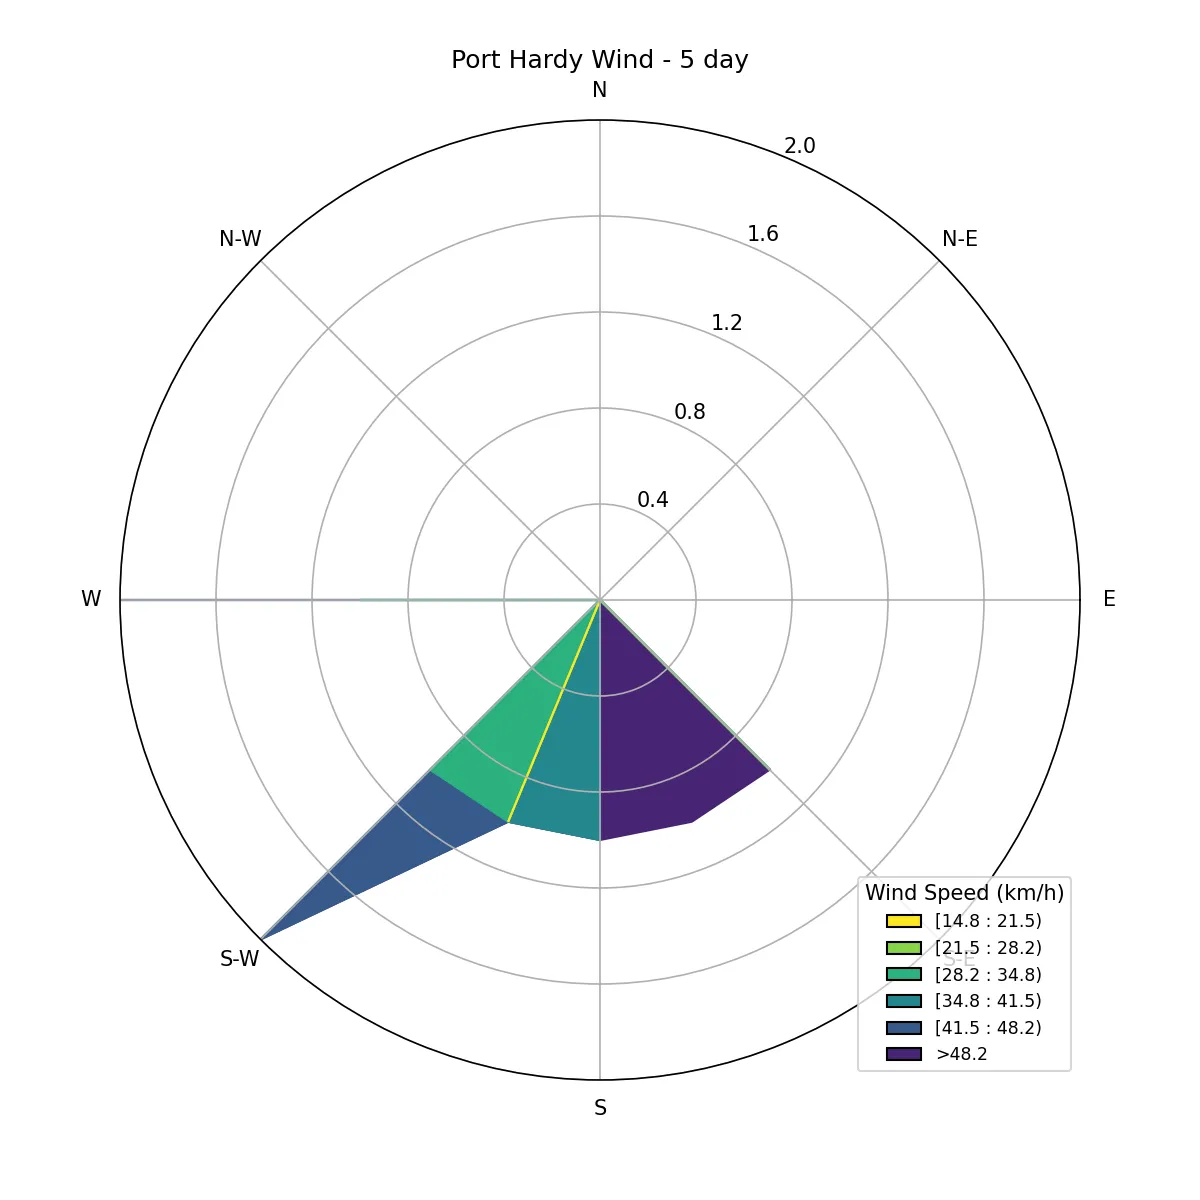 Port Hardy Wind - 5 day
N
2.0
N-W
1.6
N-E
1.2
0.8
0.4
W
E
S-W
S-E
S
Wind Speed (km/h)
[14.8 : 21.5)
[21.5 : 28.2)
[28.2 : 34.8)
[34.8 : 41.5)
[41.5 : 48.2)
>48.2